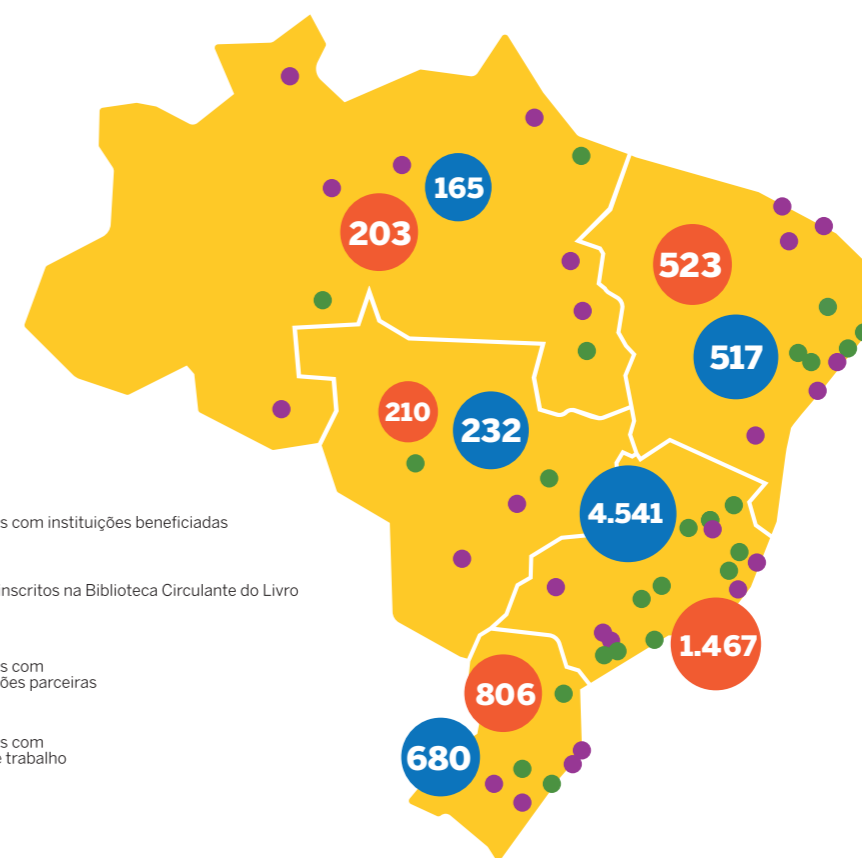 165
203
523
517
210
232
4.541
s com instituições beneficiadas
inscritos na Biblioteca Circulante do Livro
1.467
s com
ões parceiras
806
s com
e trabalho
680